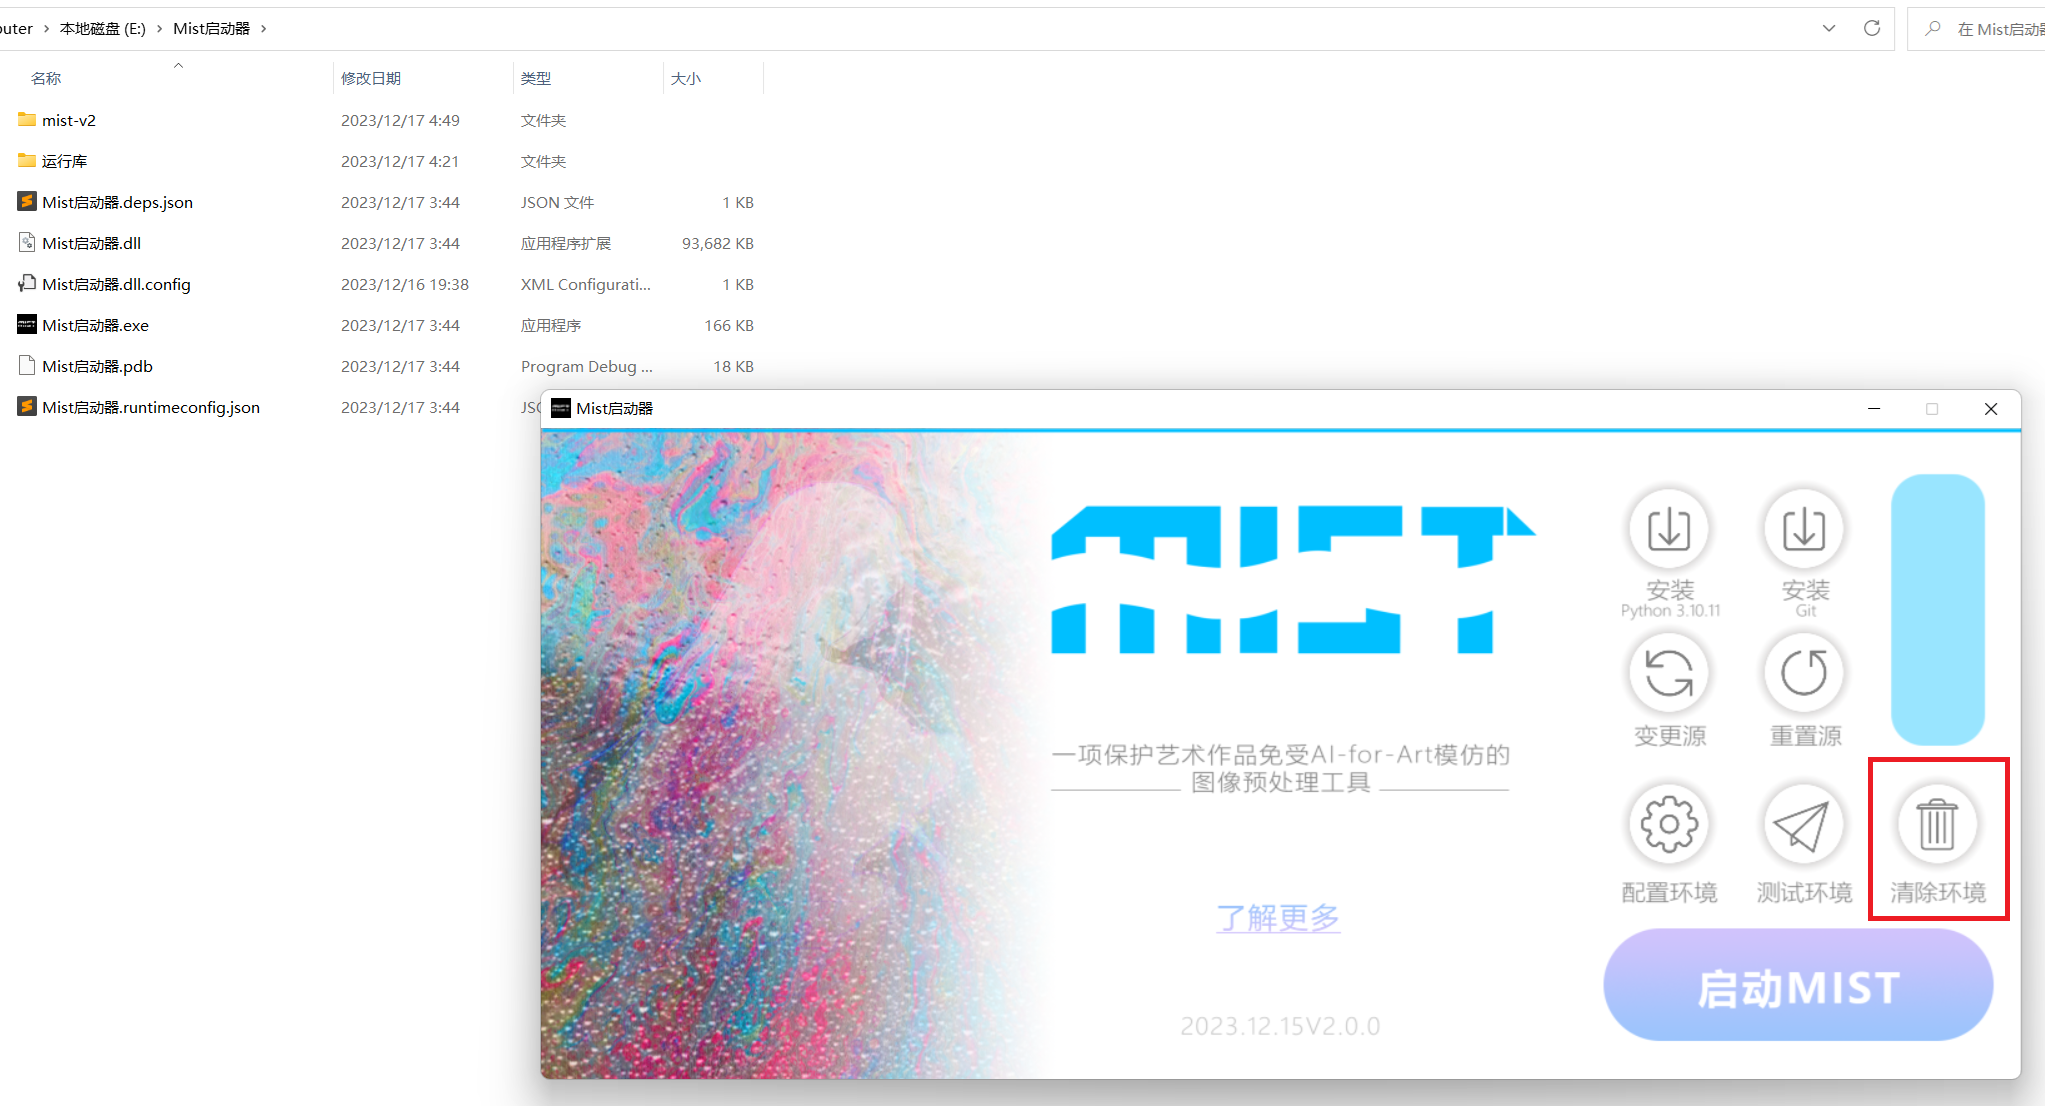 本地磁盘 (E:) › Mist启动器 ›
名称 修改日期 类型 大小
mist-v2 2023/12/17 4:49 文件夹
运行库 2023/12/17 4:21 文件夹
Mist启动器.deps.json 2023/12/17 3:44 JSON 文件 1 KB
Mist启动器.dll 2023/12/17 3:44 应用程序扩展 93,682 KB
Mist启动器.dll.config 2023/12/16 19:38 XML Configurati... 1 KB
Mist启动器.exe 2023/12/17 3:44 应用程序 166 KB
Mist启动器.pdb 2023/12/17 3:44 Program Debug ... 18 KB
Mist启动器.runtimeconfig.json 2023/12/17 3:44
在 Mist启动
Mist启动器
MIST
一项保护艺术作品免受AI-for-Art模仿的
图像预处理工具
了解更多
2023.12.15V2.0.0
安装
Python 3.10.11
安装
Git
变更源
重置源
配置环境
测试环境
清除环境
启动MIST